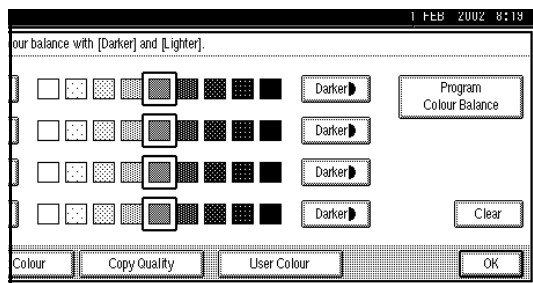 1 FEB 2002 8:19
our balance with [Darker] and [Lighter].
Darker
Program
Colour Balance
Darker
Darker
Darker
Clear
Colour
Copy Quality
User Colour
OK